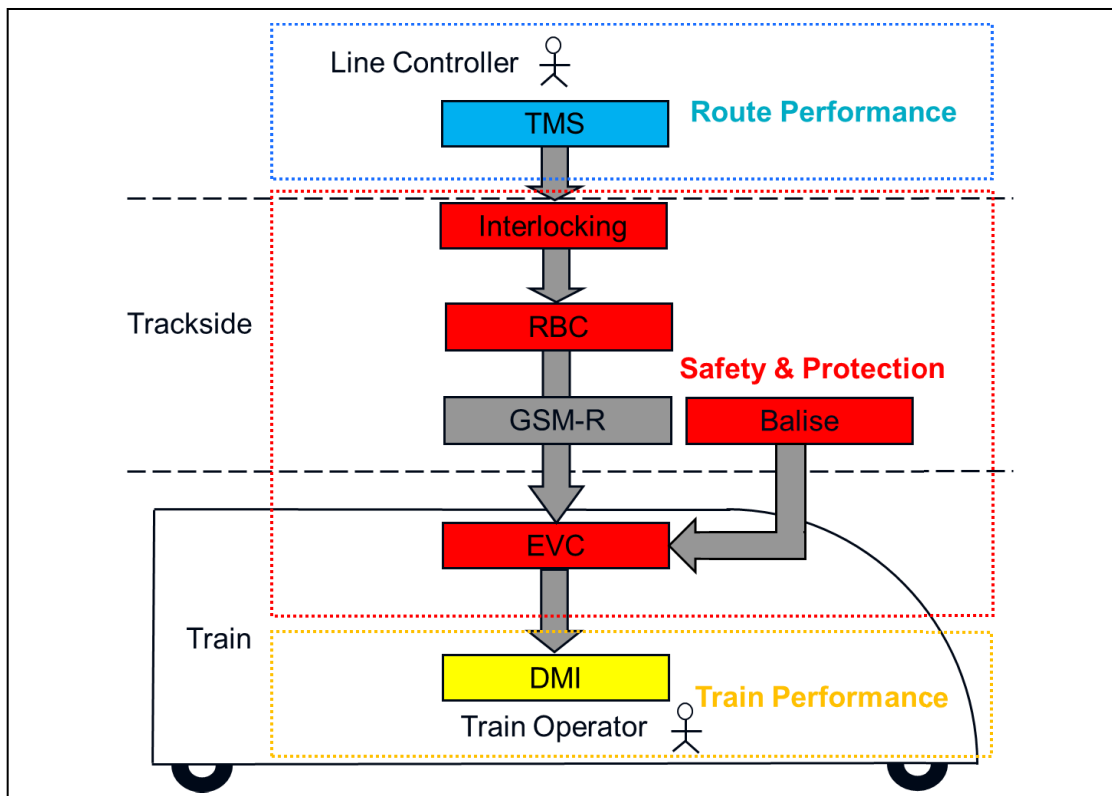 Line Controller
TMS
Route Performance
Interlocking
Trackside
RBC
Safety & Protection
GSM-R
Balise
EVC
Train
DMI
Train Performance
Train Operator